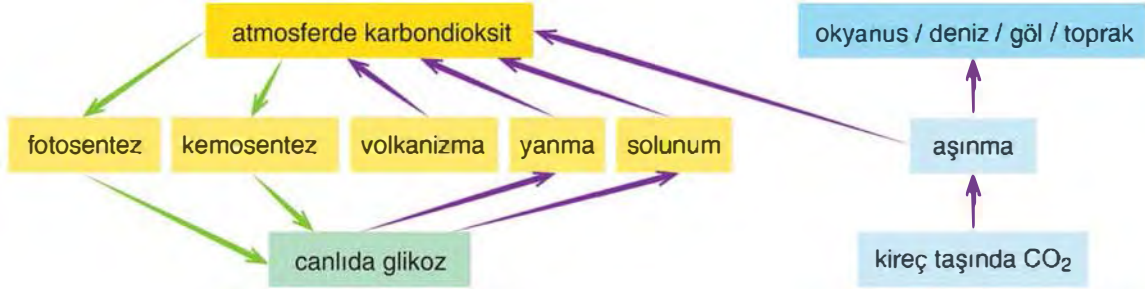 atmosferde karbondioksit
okyanus / deniz / göl / toprak
fotosentez
kemosentez
volkanizma
yanma
solunum
aşınma
canlıda glikoz
kireç taşında CO₂